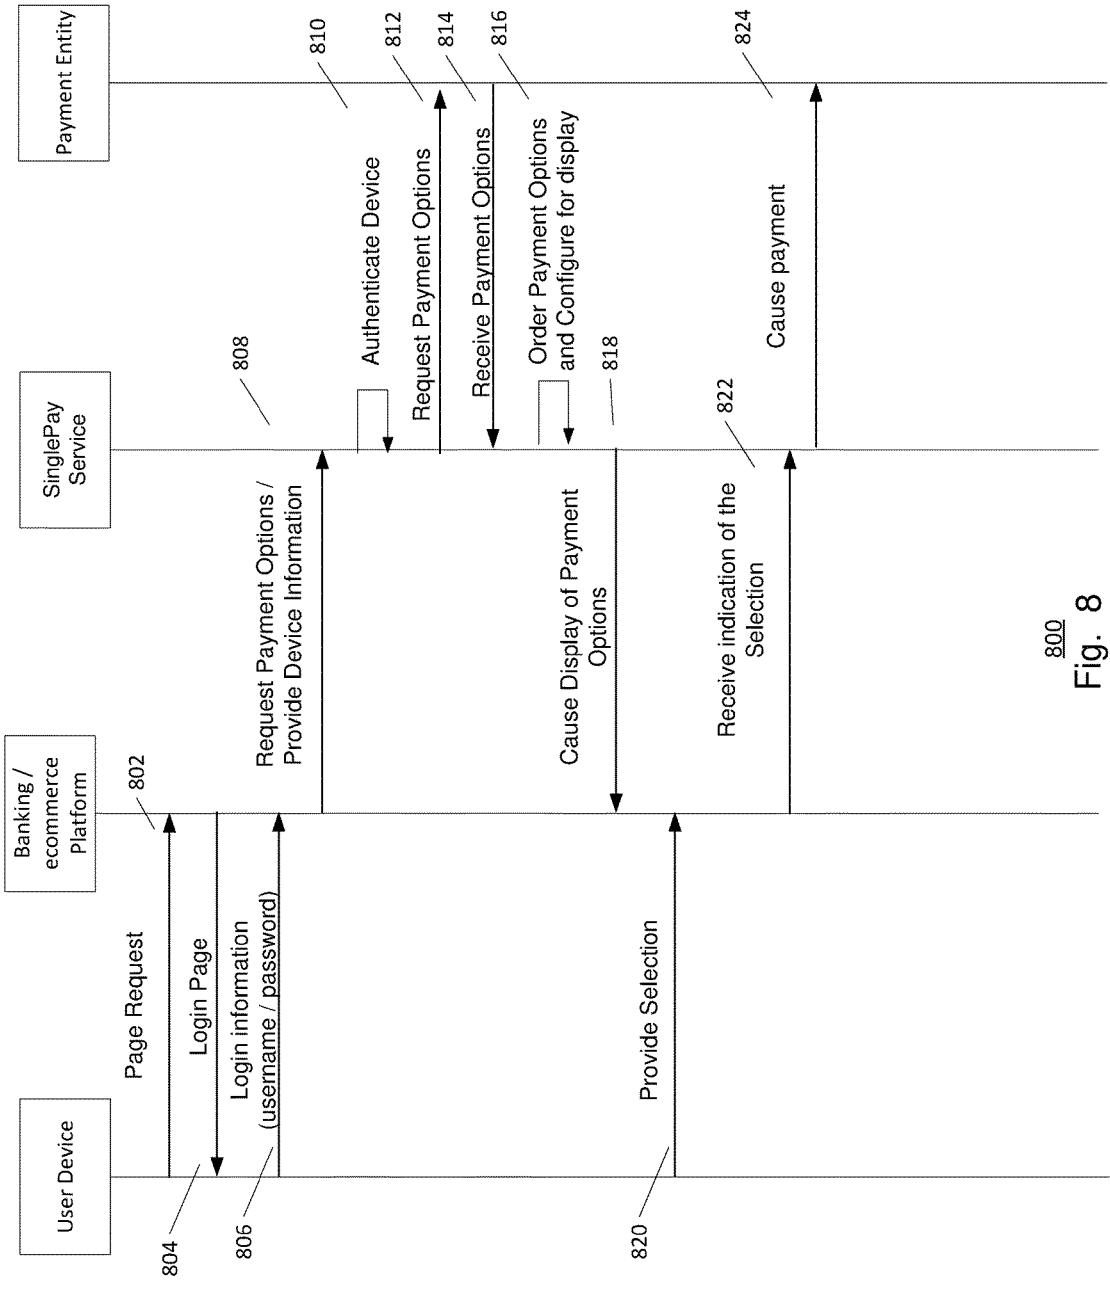 User Device
Banking /
ecommerce
Platform
SinglePay
Service
Payment Entity
Page Request
802
Login Page
804
Login information
(username / password)
806
Request Payment Options /
Provide Device Information
808
Authenticate Device
810
Request Payment Options
812
Receive Payment Options
814
Order Payment Options
and Configure for display
816
Cause Display of Payment
Options
818
Provide Selection
820
Receive indication of the
Selection
822
Cause payment
824
800
Fig. 8